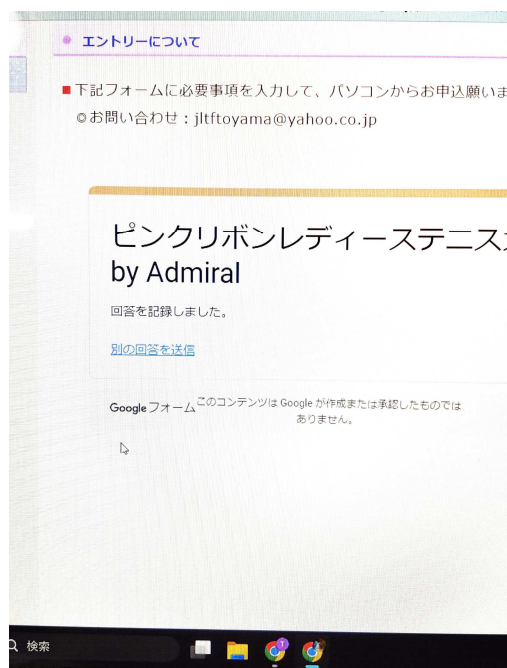 エントリーについて
■下記フォームに必要事項を入力して、パソコンからお申込願いま
◎お問い合わせ：jltftoyama@yahoo.co.jp
ピンクリボンレディーステニス
by Admiral
回答を記録しました。
別の回答を送信
Google フォーム
このコンテンツは Google が作成または承認したものでは
ありません。
検索